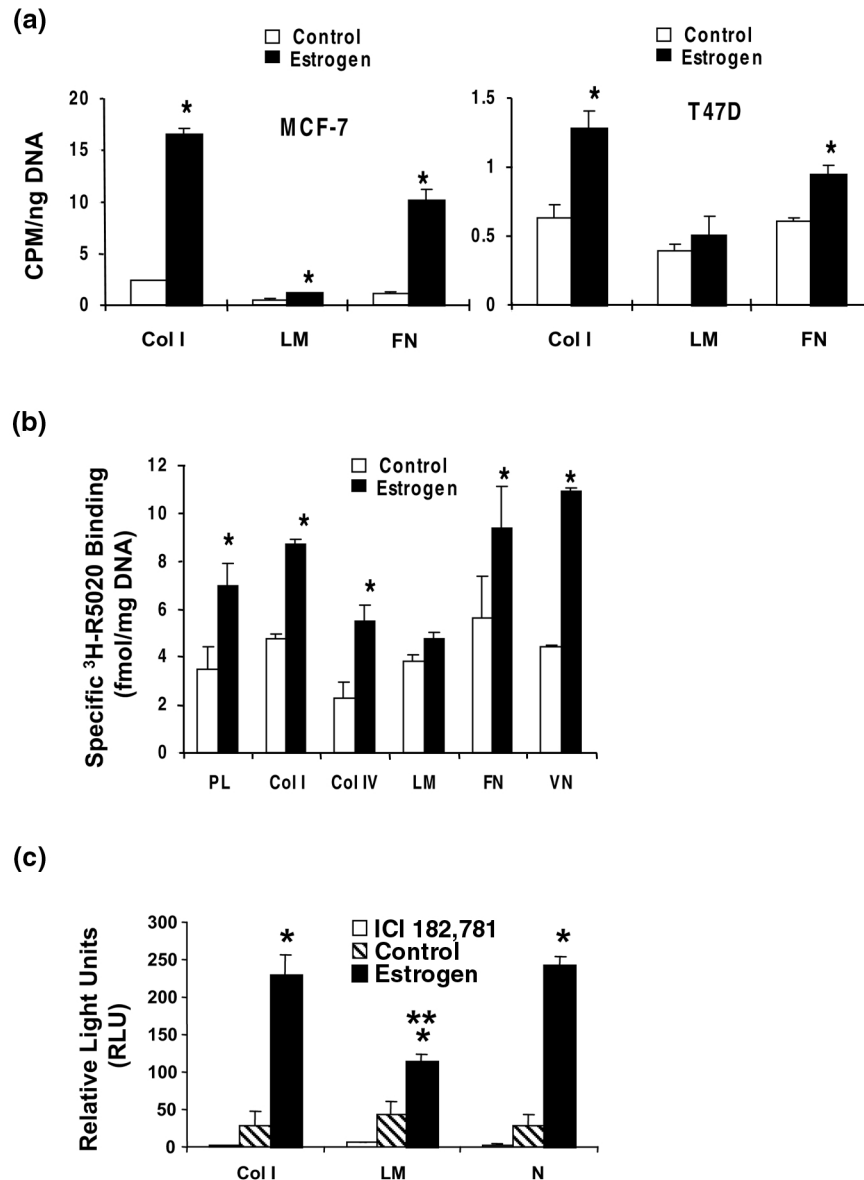 (a)
Control
Estrogen
Control
Estrogen
CPM/ng DNA
20
15
10
5
0
MCF-7
*
*
*
Col I
LM
FN
1.5
1
0.5
0
T47D
*
*
Col I
LM
FN
(b)
Specific ³H-R5020 Binding
(fmol/mg DNA)
12
10
8
6
4
2
0
Control
Estrogen
*
*
*
*
*
PL
Col I
Col IV
LM
FN
VN
(c)
Relative Light Units
(RLU)
300
250
200
150
100
50
0
ICI 182,781
Control
Estrogen
*
**
*
*
Col I
LM
N